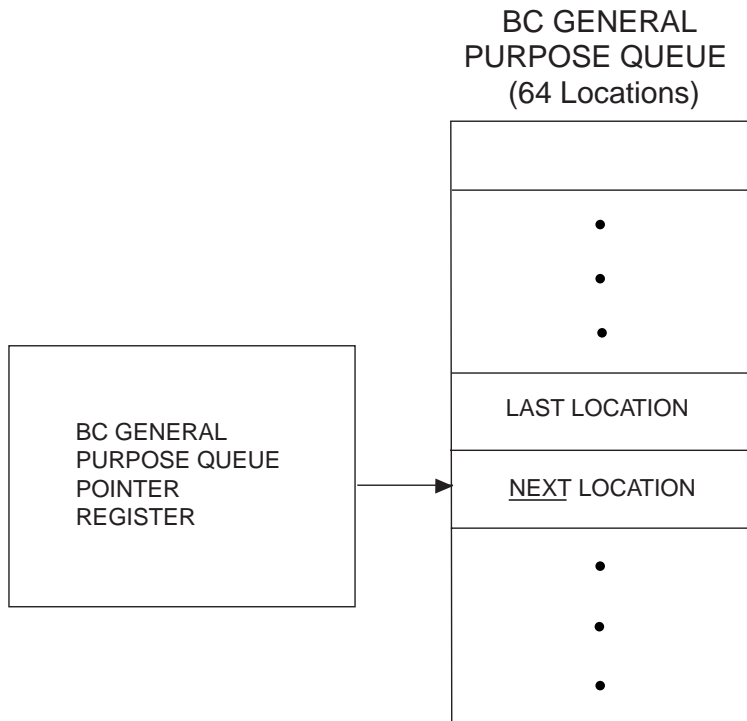 BC GENERAL
PURPOSE QUEUE
(64 Locations)
LAST LOCATION
BC GENERAL
PURPOSE QUEUE
POINTER
REGISTER
NEXT LOCATION